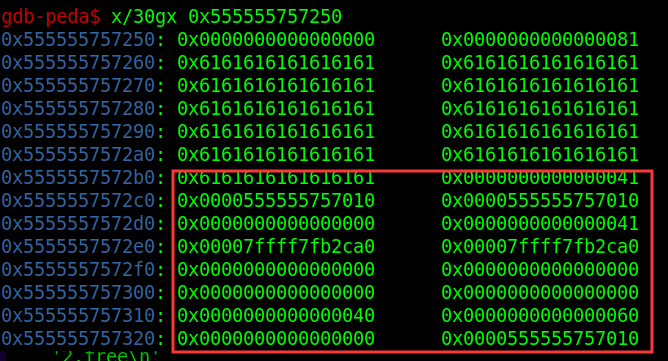 gdb-peda$ x/30gx 0x555555757250
0x555555757250: 0x0000000000000000 0x0000000000000081
0x555555757260: 0x6161616161616161 0x6161616161616161
0x555555757270: 0x6161616161616161 0x6161616161616161
0x555555757280: 0x6161616161616161 0x6161616161616161
0x555555757290: 0x6161616161616161 0x6161616161616161
0x5555557572a0: 0x6161616161616161 0x6161616161616161
0x5555557572b0: 0x6161616161616161 0x0000000000000041
0x5555557572c0: 0x0000555555757010 0x0000555555757010
0x5555557572d0: 0x0000000000000000 0x0000000000000041
0x5555557572e0: 0x00007ffff7fb2ca0 0x00007ffff7fb2ca0
0x5555557572f0: 0x0000000000000000 0x0000000000000000
0x555555757300: 0x0000000000000000 0x0000000000000000
0x555555757310: 0x0000000000000040 0x0000000000000060
0x555555757320: 0x0000000000000000 0x0000555555757010
'2.free\n'